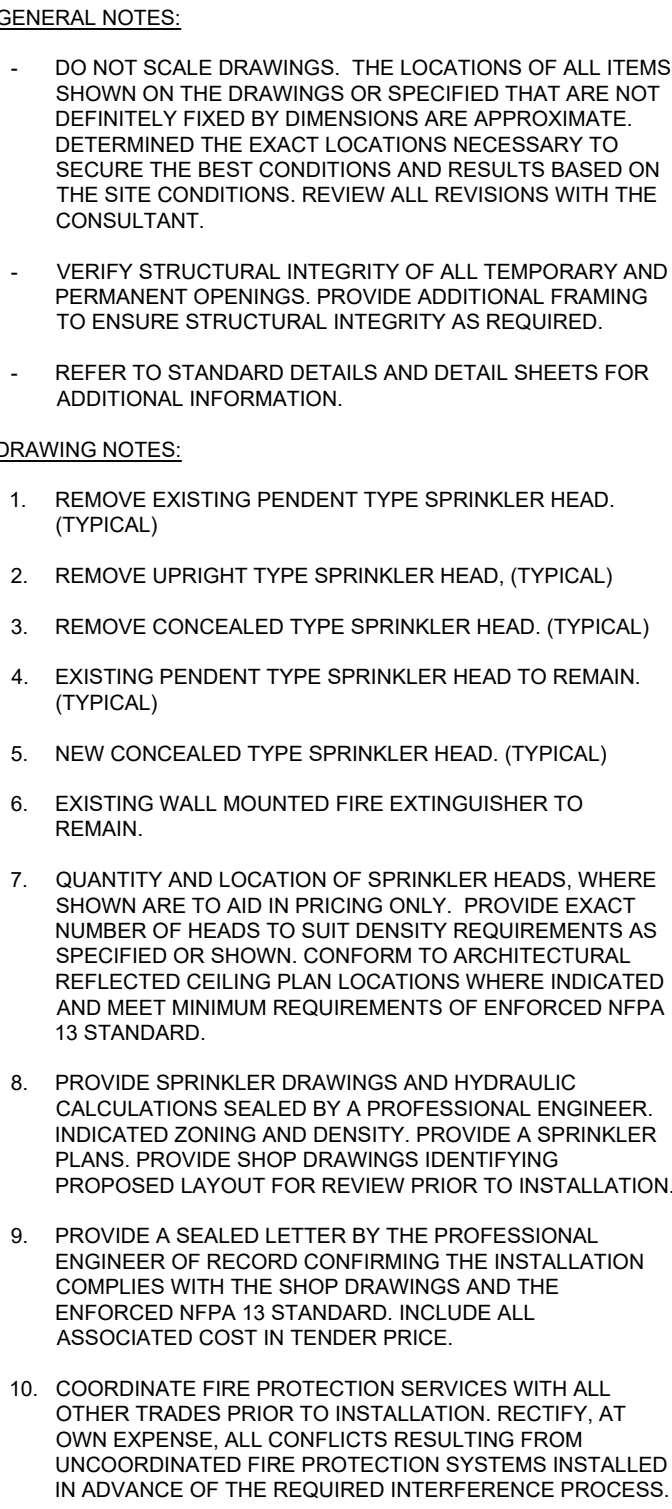 GENERAL NOTES:
- DO NOT SCALE DRAWINGS. THE LOCATIONS OF ALL ITEMS
SHOWN ON THE DRAWINGS OR SPECIFIED THAT ARE NOT
DEFINITELY FIXED BY DIMENSIONS ARE APPROXIMATE.
DETERMINED THE EXACT LOCATIONS NECESSARY TO
SECURE THE BEST CONDITIONS AND RESULTS BASED ON
THE SITE CONDITIONS. REVIEW ALL REVISIONS WITH THE
CONSULTANT.
- VERIFY STRUCTURAL INTEGRITY OF ALL TEMPORARY AND
PERMANENT OPENINGS. PROVIDE ADDITIONAL FRAMING
TO ENSURE STRUCTURAL INTEGRITY AS REQUIRED.
- REFER TO STANDARD DETAILS AND DETAIL SHEETS FOR
ADDITIONAL INFORMATION.
DRAWING NOTES:
1. REMOVE EXISTING PENDENT TYPE SPRINKLER HEAD.
(TYPICAL)
2. REMOVE UPRIGHT TYPE SPRINKLER HEAD, (TYPICAL)
3. REMOVE CONCEALED TYPE SPRINKLER HEAD. (TYPICAL)
4. EXISTING PENDENT TYPE SPRINKLER HEAD TO REMAIN.
(TYPICAL)
5. NEW CONCEALED TYPE SPRINKLER HEAD. (TYPICAL)
6. EXISTING WALL MOUNTED FIRE EXTINGUISHER TO
REMAIN.
7. QUANTITY AND LOCATION OF SPRINKLER HEADS, WHERE
SHOWN ARE TO AID IN PRICING ONLY. PROVIDE EXACT
NUMBER OF HEADS TO SUIT DENSITY REQUIREMENTS AS
SPECIFIED OR SHOWN. CONFORM TO ARCHITECTURAL
REFLECTED CEILING PLAN LOCATIONS WHERE INDICATED
AND MEET MINIMUM REQUIREMENTS OF ENFORCED NFPA
13 STANDARD.
8. PROVIDE SPRINKLER DRAWINGS AND HYDRAULIC
CALCULATIONS SEALED BY A PROFESSIONAL ENGINEER.
INDICATED ZONING AND DENSITY. PROVIDE A SPRINKLER
PLANS. PROVIDE SHOP DRAWINGS IDENTIFYING
PROPOSED LAYOUT FOR REVIEW PRIOR TO INSTALLATION.
9. PROVIDE A SEALED LETTER BY THE PROFESSIONAL
ENGINEER OF RECORD CONFIRMING THE INSTALLATION
COMPLIES WITH THE SHOP DRAWINGS AND THE
ENFORCED NFPA 13 STANDARD. INCLUDE ALL
ASSOCIATED COST IN TENDER PRICE.
10. COORDINATE FIRE PROTECTION SERVICES WITH ALL
OTHER TRADES PRIOR TO INSTALLATION. RECTIFY, AT
OWN EXPENSE, ALL CONFLICTS RESULTING FROM
UNCOORDINATED FIRE PROTECTION SYSTEMS INSTALLED
IN ADVANCE OF THE REQUIRED INTERFERENCE PROCESS.